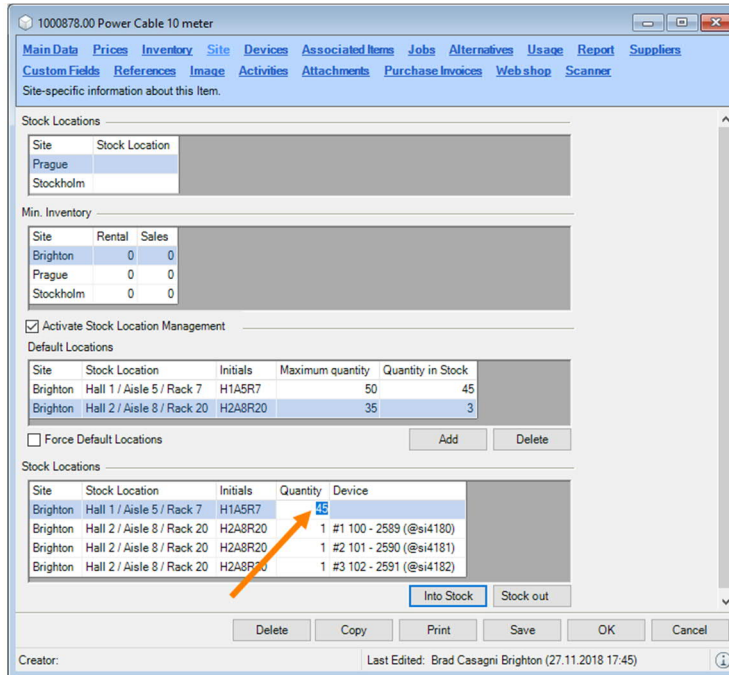 1000878.00 Power Cable 10 meter
Main Data Prices Inventory Site Devices Associated Items Jobs Alternatives Usage Report Suppliers
Custom Fields References Image Activities Attachments Purchase Invoices Web shop Scanner
Site-specific information about this Item.
Stock Locations
Site Stock Location
Prague
Stockholm
Min. Inventory
Site Rental Sales
Brighton 0 0
Prague 0 0
Stockholm 0 0
Activate Stock Location Management
Default Locations
Site Stock Location Initials Maximum quantity Quantity in Stock
Brighton Hall 1 / Aisle 5 / Rack 7 H1A5R7 50 45
Brighton Hall 2 / Aisle 8 / Rack 20 H2A8R20 35 3
Force Default Locations Add Delete
Stock Locations
Site Stock Location Initials Quantity Device
Brighton Hall 1 / Aisle 5 / Rack 7 H1A5R7 45
Brighton Hall 2 / Aisle 8 / Rack 20 H2A8R20 1 #1 100 - 2589 (@si4180)
Brighton Hall 2 / Aisle 8 / Rack 20 H2A8R20 1 #2 101 - 2590 (@si4181)
Brighton Hall 2 / Aisle 8 / Rack 20 H2A8R20 1 #3 102 - 2591 (@si4182)
Into Stock Stock out
Delete Copy Print Save OK Cancel
Creator: Last Edited: Brad Casagni Brighton (27.11.2018 17:45)